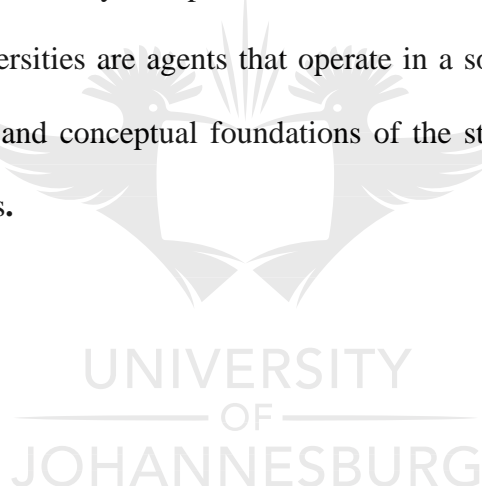 ersities are agents that operate in a so
and conceptual foundations of the st
s.
UNIVERSITY
OF
JOHANNESBURG